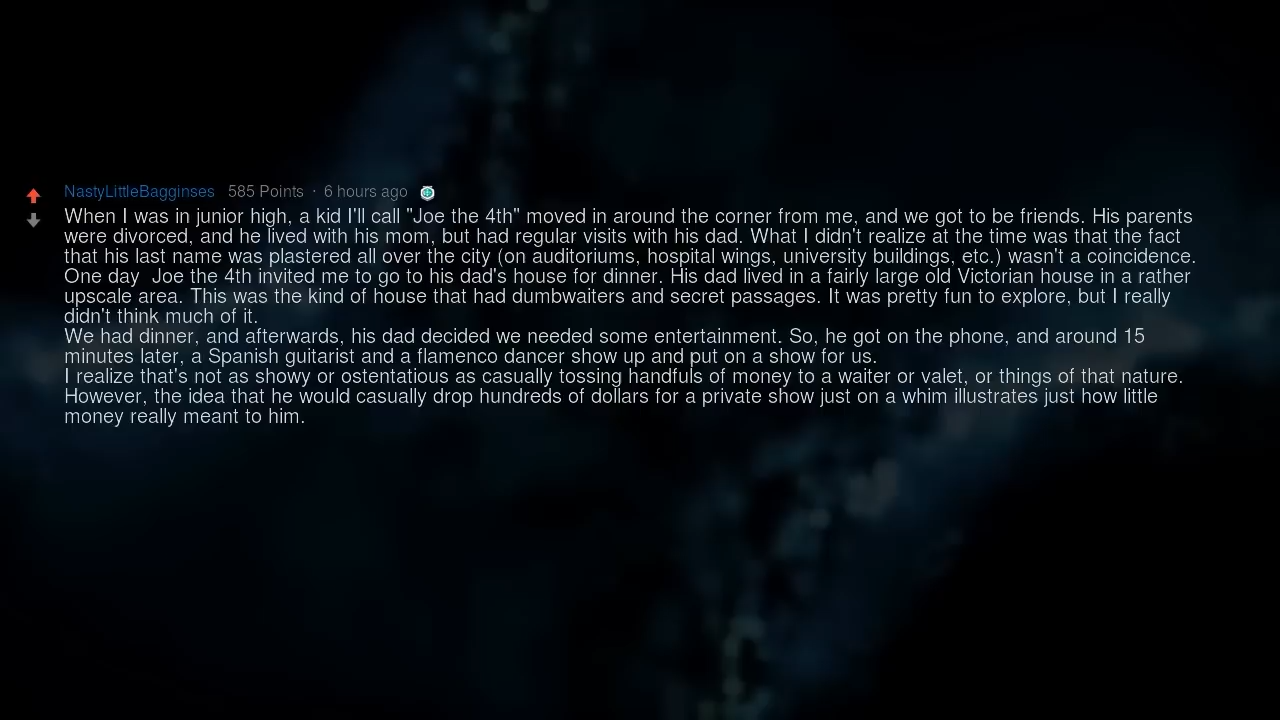 NastyLittleBagginses 585 Points · 6 hours ago
When I was in junior high, a kid I'll call "Joe the 4th" moved in around the corner from me, and we got to be friends. His parents
were divorced, and he lived with his mom, but had regular visits with his dad. What I didn't realize at the time was that the fact
that his last name was plastered all over the city (on auditoriums, hospital wings, university buildings, etc.) wasn't a coincidence.
One day  Joe the 4th invited me to go to his dad's house for dinner. His dad lived in a fairly large old Victorian house in a rather
upscale area. This was the kind of house that had dumbwaiters and secret passages. It was pretty fun to explore, but I really
didn't think much of it.
We had dinner, and afterwards, his dad decided we needed some entertainment. So, he got on the phone, and around 15
minutes later, a Spanish guitarist and a flamenco dancer show up and put on a show for us.
I realize that's not as showy or ostentatious as casually tossing handfuls of money to a waiter or valet, or things of that nature.
However, the idea that he would casually drop hundreds of dollars for a private show just on a whim illustrates just how little
money really meant to him.